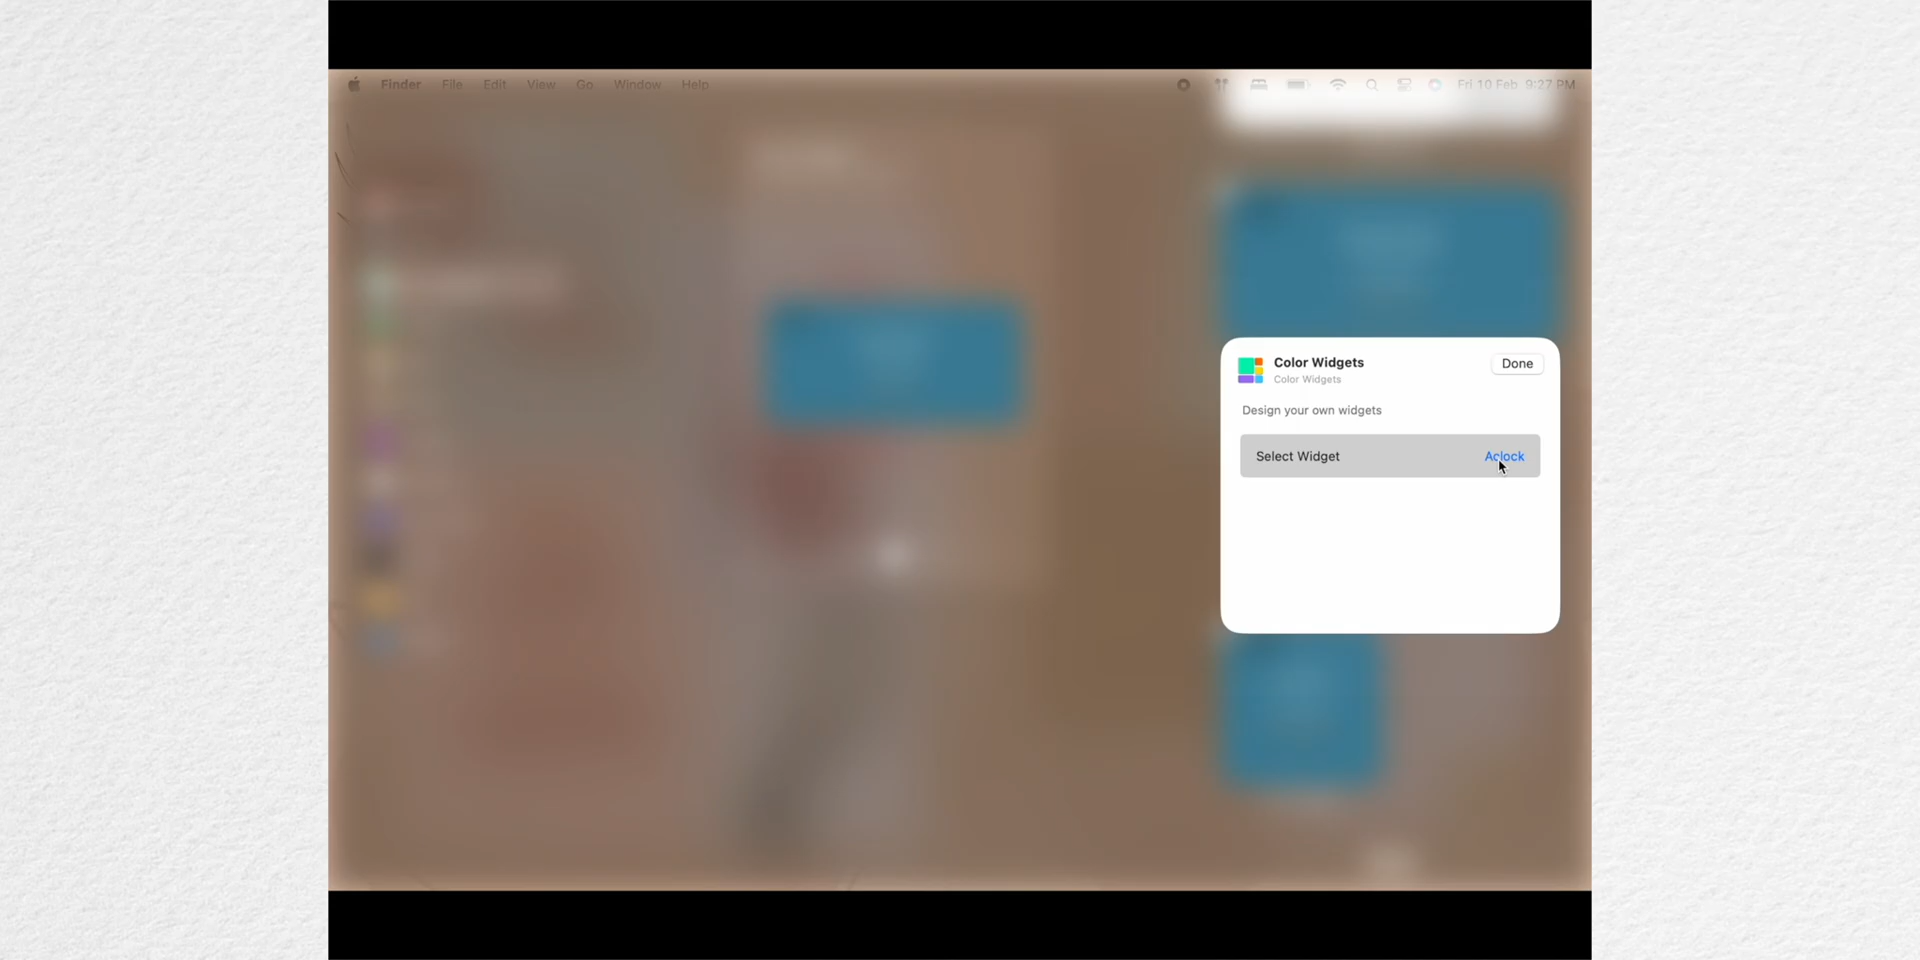 Finder File Edit View Go Window Help
Fri 10 Feb 9:27 PM
Color Widgets
Done
Color Widgets
Design your own widgets
Select Widget
Aclock